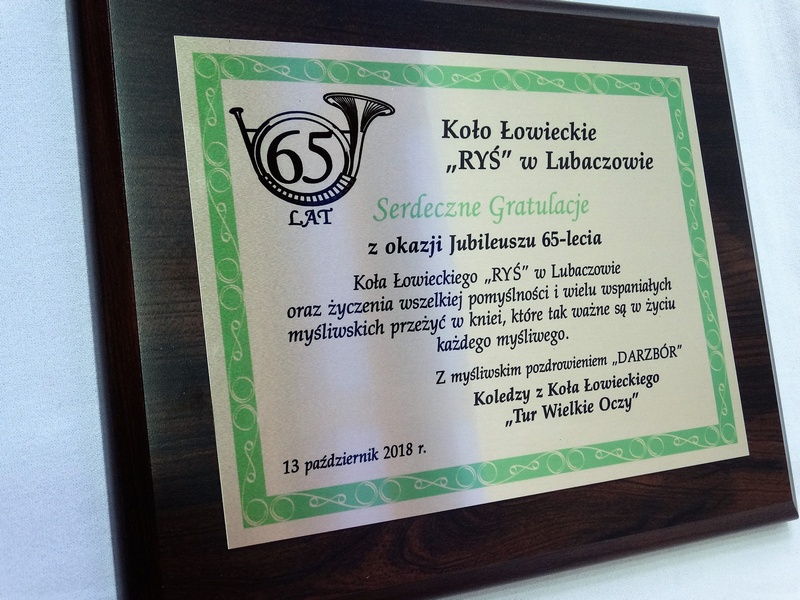 65
LAT
Koło Łowieckie
„RYŚ” w Lubaczowie
Serdeczne Gratulacje
z okazji Jubileuszu 65-lecia
Koła Łowieckiego „RYŚ” w Lubaczowie
oraz życzenia wszelkiej pomyślności i wielu wspaniałych
myśliwskich przeżyć w kniei, które tak ważne są w życiu
każdego myśliwego.
Z myśliwskim pozdrowieniem „DARZBÓR”
Koledzy z Koła Łowieckiego
„Tur Wielkie Oczy”
13 październik 2018 r.